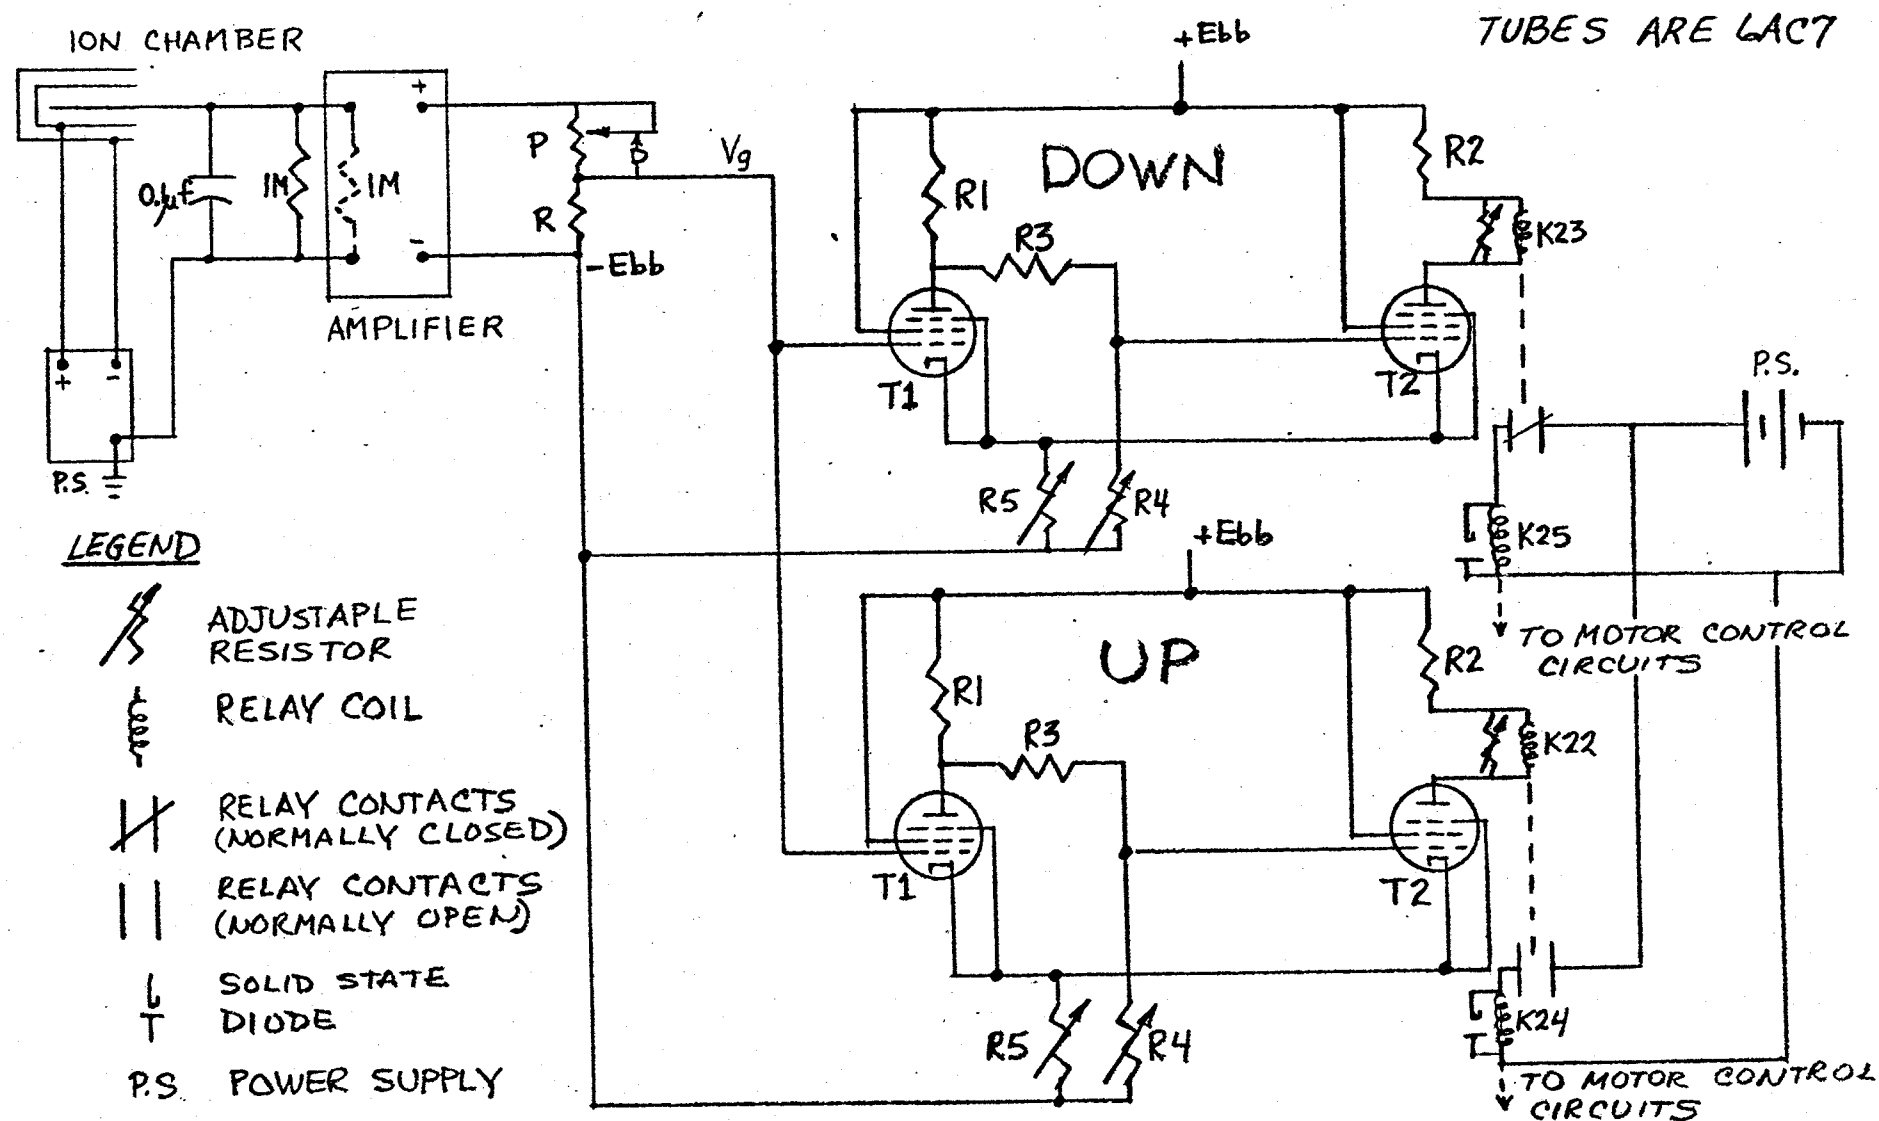 ION CHAMBER
+Ebb
TUBES ARE 6AC7
+
P
Vg
DOWN
R2
0.1µf
1M
1M
R1
R
R3
K23
-
-Ebb
AMPLIFIER
+
-
T1
T2
P.S.
P.S.
R5
R4
K25
+Ebb
LEGEND
ADJUSTAPLE
RESISTOR
TO MOTOR CONTROL
CIRCUITS
UP
R2
R1
RELAY COIL
R3
K22
RELAY CONTACTS
(NORMALLY CLOSED)
T1
T2
RELAY CONTACTS
(NORMALLY OPEN)
SOLID STATE
DIODE
R5
R4
K24
P.S. POWER SUPPLY
TO MOTOR CONTROL
CIRCUITS